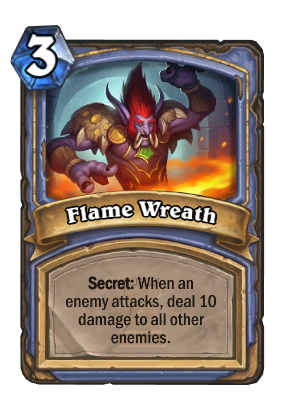 3
Flame Wreath
Secret: When an
enemy attacks, deal 10
damage to all other
enemies.